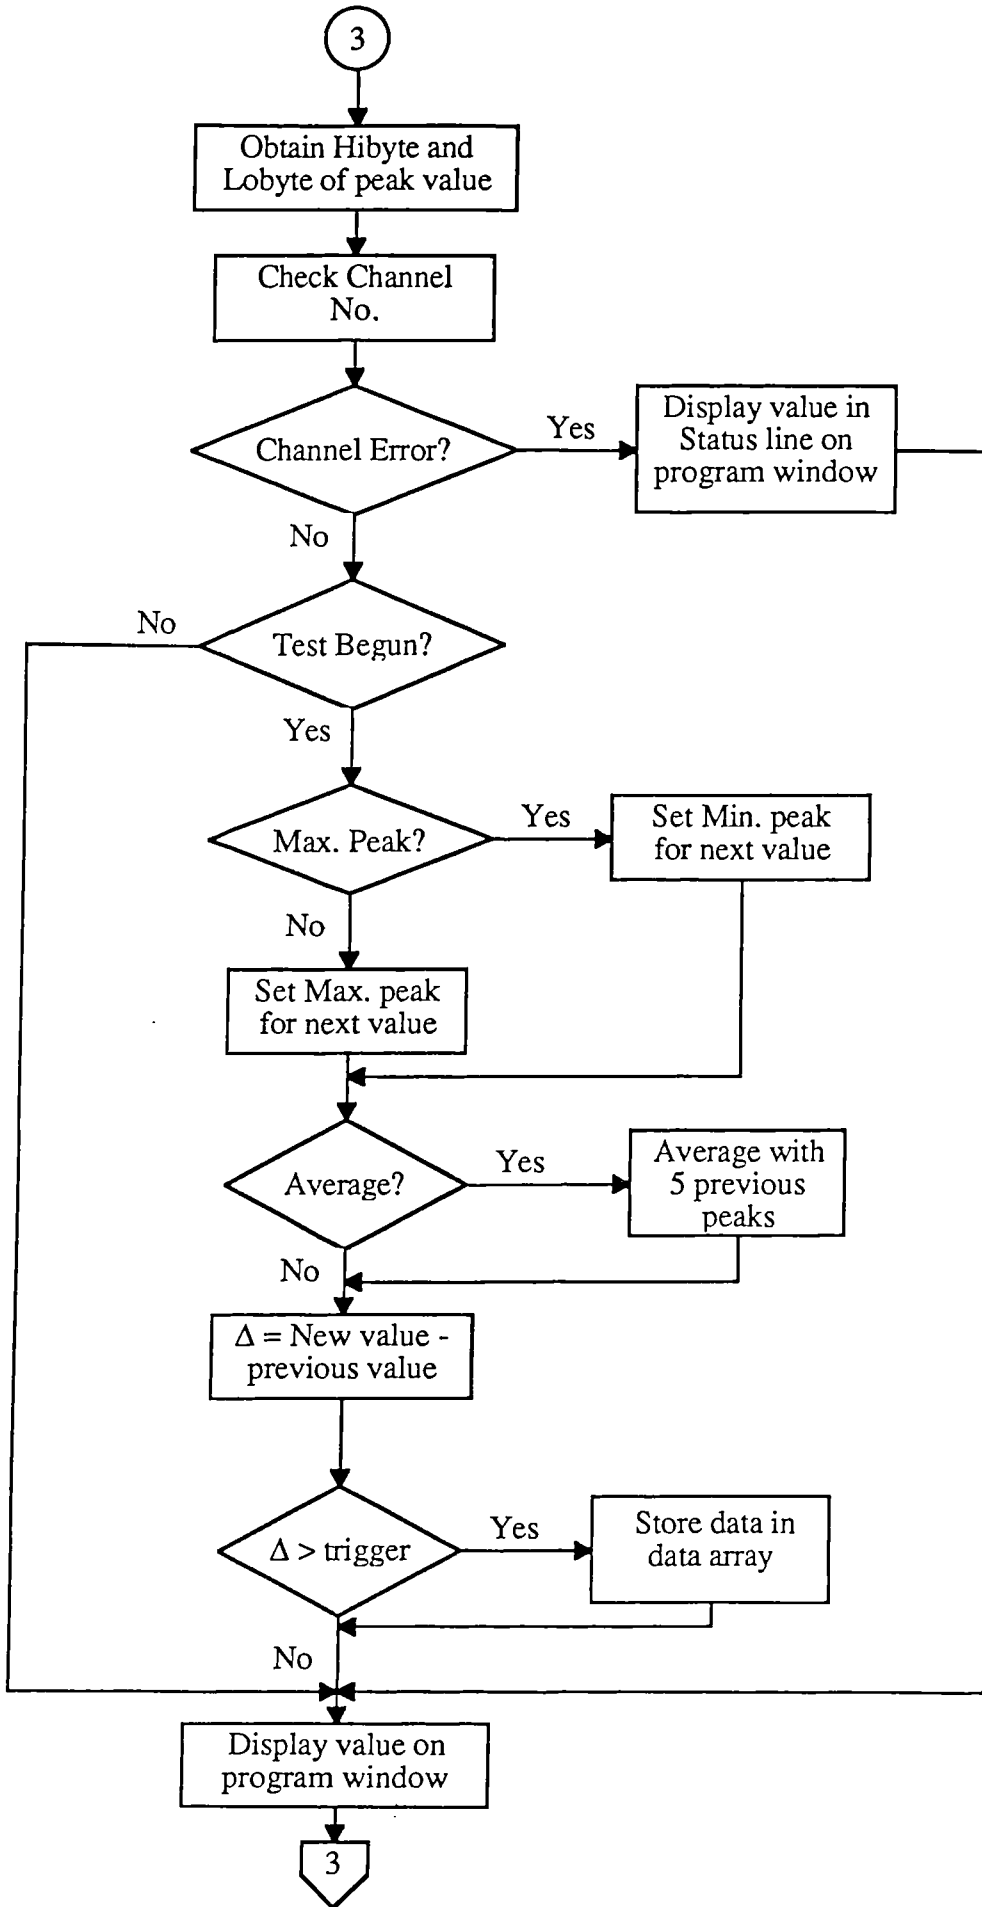 3
Obtain Hibyte and
Lobyte of peak value
Check Channel
No.
Channel Error?
Yes
Display value in
Status line on
program window
No
Test Begun?
No
Yes
Max. Peak?
Yes
Set Min. peak
for next value
No
Set Max. peak
for next value
Average?
Yes
Average with
5 previous
peaks
No
Δ = New value -
previous value
Δ > trigger
Yes
Store data in
data array
No
Display value on
program window
3